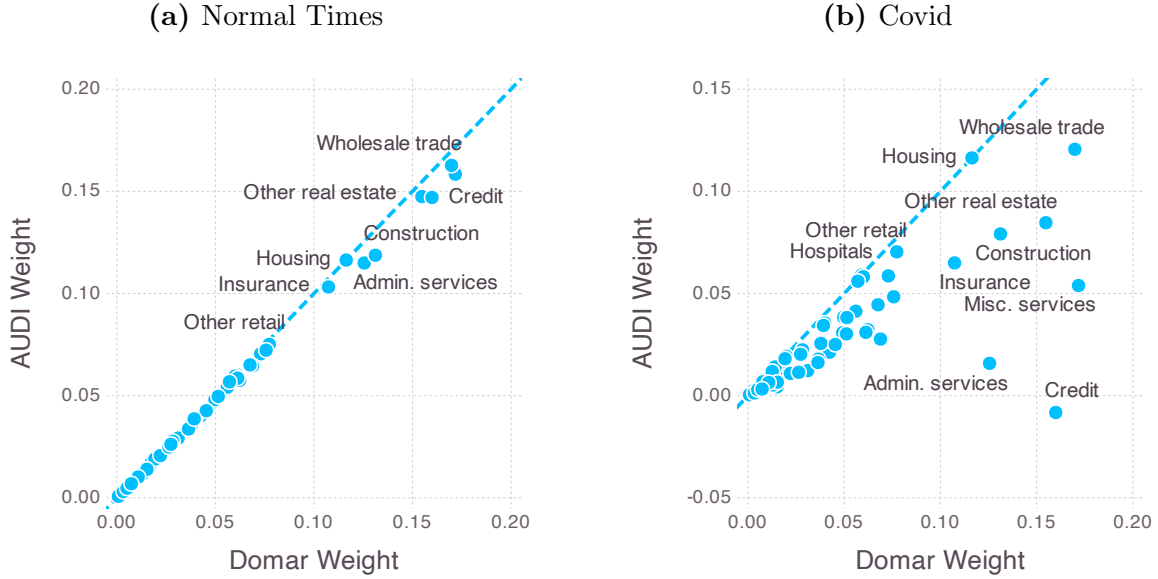 (a) Normal Times
0.20
0.15
0.10
0.05
0.00
AUDI Weight
Wholesale trade
Other real estate
Credit
Construction
Housing
Insurance
Admin. services
Other retail
0.00 0.05 0.10 0.15 0.20
Domar Weight
(b) Covid
0.15
0.10
0.05
0.00
-0.05
AUDI Weight
Wholesale trade
Housing
Other real estate
Other retail
Hospitals
Construction
Insurance
Misc. services
Admin. services
Credit
0.00 0.05 0.10 0.15 0.20
Domar Weight